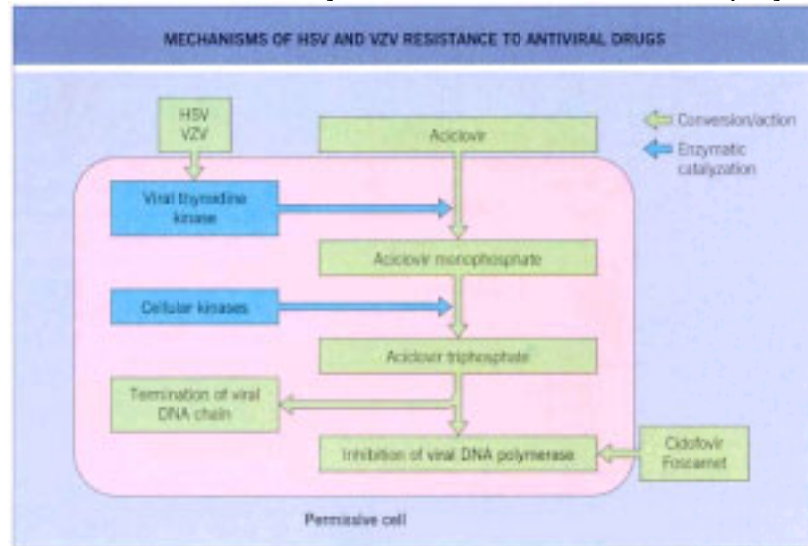 MECHANISMS OF HSV AND VZV RESISTANCE TO ANTIVIRAL DRUGS
HSV
VZV
Aciclovir
Conversion/action
Enzymatic
catalyzation
Viral thymidine
kinase
Aciclovir monophosphate
Cellular kinases
Aciclovir triphosphate
Termination of viral
DNA chain
Inhibition of viral DNA polymerase
Cidofovir
Foscarnet
Permissive cell